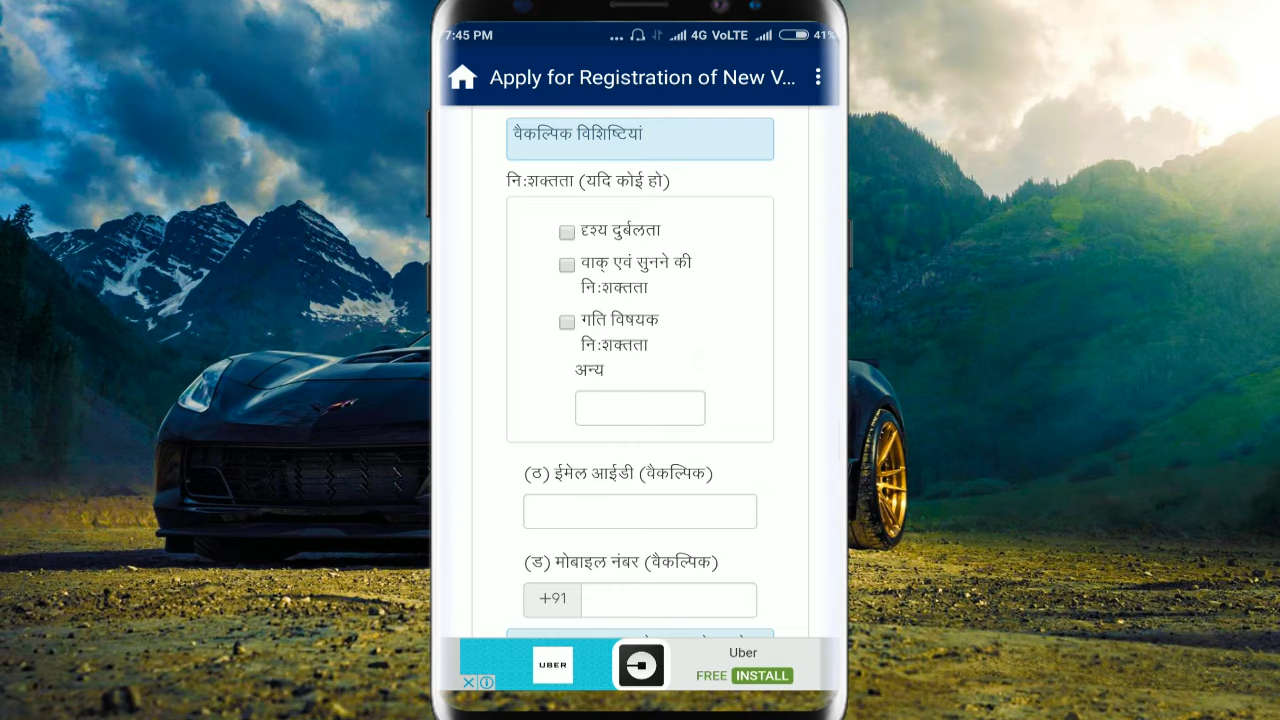 7:45 PM
4G VoLTE
41%
Apply for Registration of New V...
वैकल्पिक विशिष्टियां
नि:शक्तता (यदि कोई हो)
दृश्य दुर्बलता
वाक् एवं सुनने की
नि:शक्तता
गति विषयक
नि:शक्तता
अन्य
(ठ) ईमेल आईडी (वैकल्पिक)
(ड) मोबाइल नंबर (वैकल्पिक)
+91
UBER
Uber
FREE INSTALL